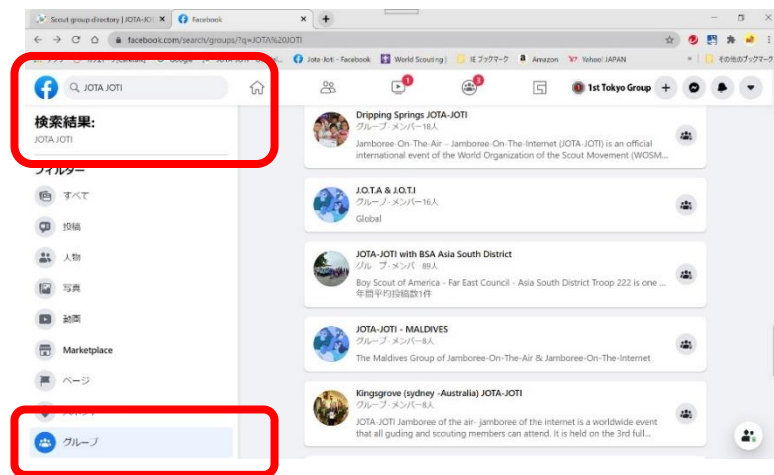 Scout group directory | JOTA-JO
Facebook
facebook.com/search/groups/?q=JOTA%20JOTI
Jota-Joti - Facebook
World Scouting |
IE ブックマーク
Amazon
Yahoo! JAPAN
その他のブックマーク
JOTA JOTI
1st Tokyo Group
検索結果:
JOTA JOTI
フィルター
すべて
投稿
人物
写真
動画
Marketplace
ページ
グループ
Dripping Springs JOTA-JOTI
グループ・メンバー18人
Jamboree-On-The-Air - Jamboree-On-The-Internet (JOTA-JOTI) is an official
international event of the World Organization of the Scout Movement (WOSM...
J.O.T.A & J.O.T.I
グループ・メンバー16人
Global
JOTA-JOTI with BSA Asia South District
グル プ・メンバ 89人
Boy Scout of America - Far East Council - Asia South District Troop 222 is one ...
年間平均投稿数1件
JOTA-JOTI - MALDIVES
グループ・メンバー8人
The Maldives Group of Jamboree-On-The-Air & Jamboree-On-The-Internet
Kingsgrove (sydney -Australia) JOTA-JOTI
グループ・メンバー8人
JOTA-JOTI Jamboree of the air- jamboree of the internet is a worldwide event
that all guding and scouting members can attend. It is held on the 3rd full...